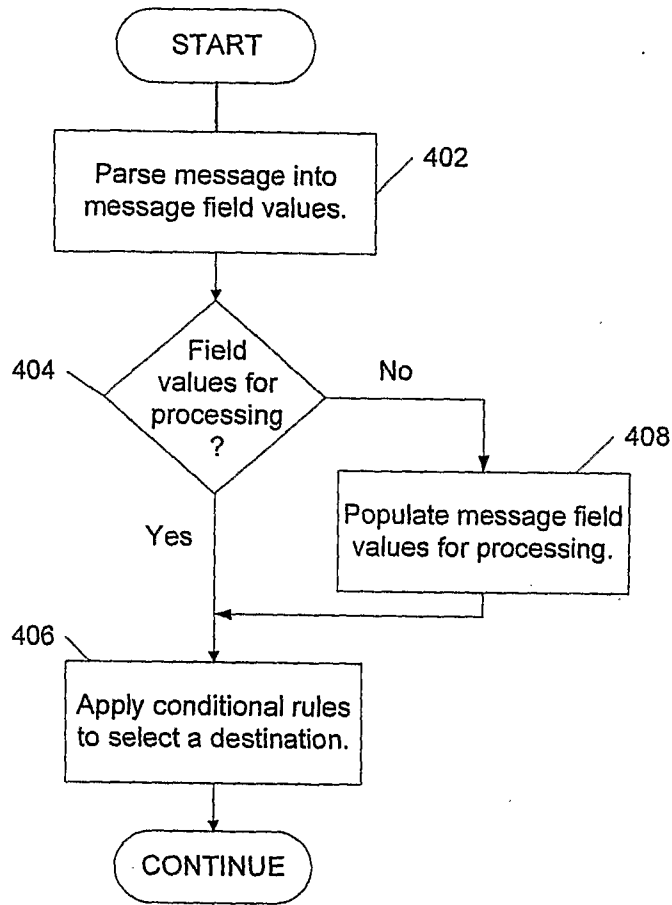 START
Parse message into
message field values.
402
Field
values for
processing
?
404
No
Yes
408
Populate message field
values for processing.
406
Apply conditional rules
to select a destination.
CONTINUE